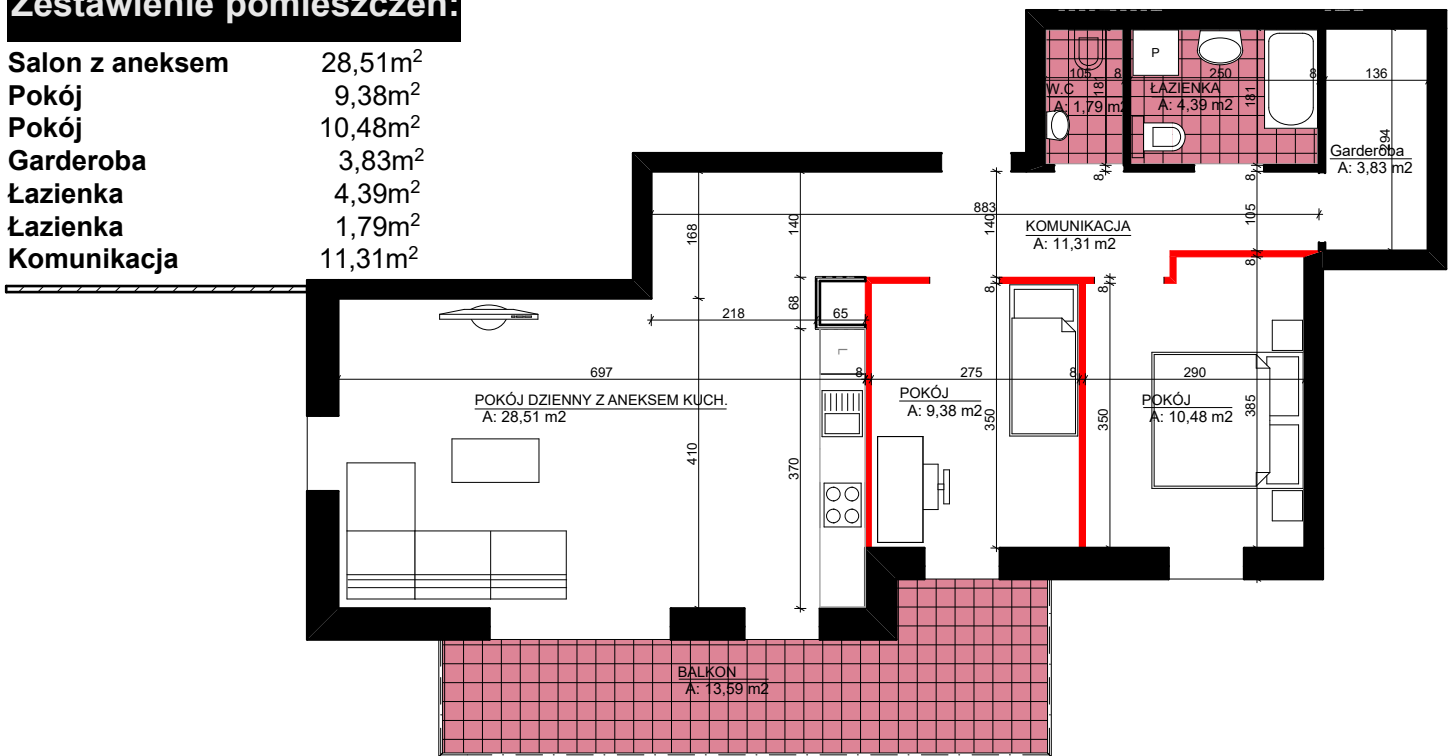 Zestawienie pomieszczeń:
Salon z aneksem 28,51m²
Pokój 9,38m²
Pokój 10,48m²
Garderoba 3,83m²
Łazienka 4,39m²
Łazienka 1,79m²
Komunikacja 11,31m²
P
105 8 250 8 136
181 181 294
W.C
A: 1,79 m2
ŁAZIENKA
A: 4,39 m2
Garderoba
A: 3,83 m2
8 8
883
168 140 140 105
KOMUNIKACJA
A: 11,31 m2
8 8 8
68
218 65
L
697 8 275 8 290
POKÓJ DZIENNY Z ANEKSEM KUCH.
A: 28,51 m2
POKÓJ
A: 9,38 m2
POKÓJ
A: 10,48 m2
350 350 385
410 370
BALKON
A: 13,59 m2